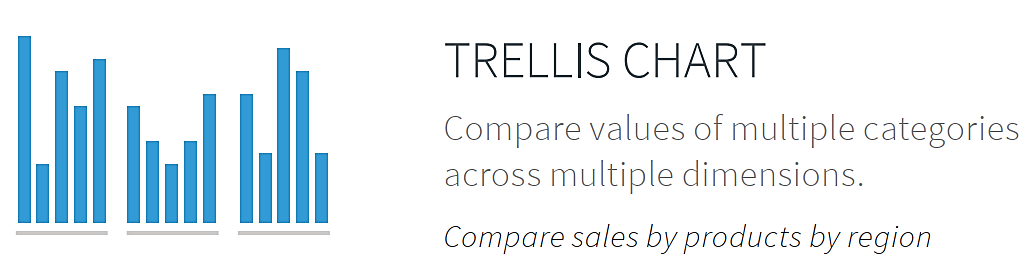 TRELLIS CHART
Compare values of multiple categories
across multiple dimensions.
Compare sales by products by region